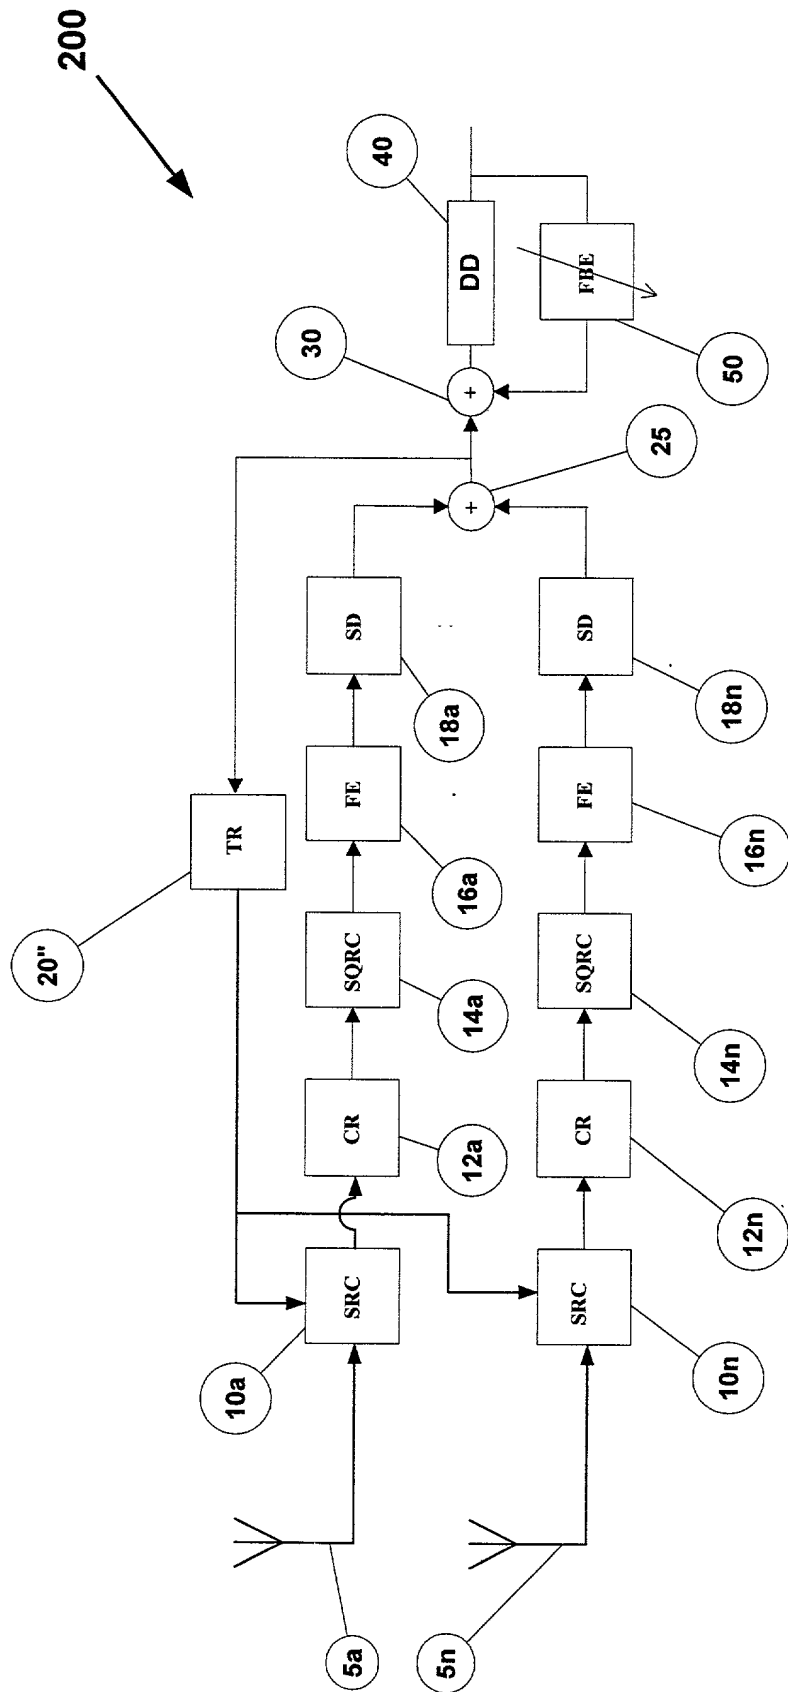 200
40
DD
FBE
50
30
+
+
25
TR
20"
SD
18a
FE
16a
SQRC
14a
CR
12a
SRC
10a
5a
SD
18n
FE
16n
SQRC
14n
CR
12n
SRC
10n
5n